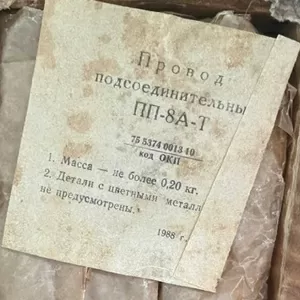 Провод
подсоединительны
ПП-8А-Т
75 5374 0013 10
код ОКП
1. Масса — не более 0,20 кг.
2. Детали с цветными металл
не предусмотрены.
1988 г.